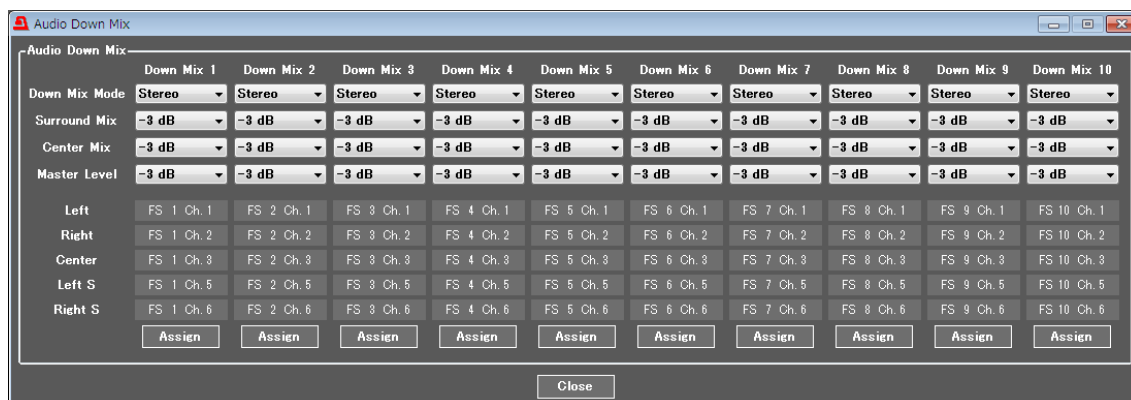 Audio Down Mix
Audio Down Mix
Down Mix 1 Down Mix 2 Down Mix 3 Down Mix 4 Down Mix 5 Down Mix 6 Down Mix 7 Down Mix 8 Down Mix 9 Down Mix 10
Down Mix Mode Stereo Stereo Stereo Stereo Stereo Stereo Stereo Stereo Stereo Stereo
Surround Mix -3 dB -3 dB -3 dB -3 dB -3 dB -3 dB -3 dB -3 dB -3 dB -3 dB
Center Mix -3 dB -3 dB -3 dB -3 dB -3 dB -3 dB -3 dB -3 dB -3 dB -3 dB
Master Level -3 dB -3 dB -3 dB -3 dB -3 dB -3 dB -3 dB -3 dB -3 dB -3 dB
Left FS 1 Ch. 1 FS 2 Ch. 1 FS 3 Ch. 1 FS 4 Ch. 1 FS 5 Ch. 1 FS 6 Ch. 1 FS 7 Ch. 1 FS 8 Ch. 1 FS 9 Ch. 1 FS 10 Ch. 1
Right FS 1 Ch. 2 FS 2 Ch. 2 FS 3 Ch. 2 FS 4 Ch. 2 FS 5 Ch. 2 FS 6 Ch. 2 FS 7 Ch. 2 FS 8 Ch. 2 FS 9 Ch. 2 FS 10 Ch. 2
Center FS 1 Ch. 3 FS 2 Ch. 3 FS 3 Ch. 3 FS 4 Ch. 3 FS 5 Ch. 3 FS 6 Ch. 3 FS 7 Ch. 3 FS 8 Ch. 3 FS 9 Ch. 3 FS 10 Ch. 3
Left S FS 1 Ch. 5 FS 2 Ch. 5 FS 3 Ch. 5 FS 4 Ch. 5 FS 5 Ch. 5 FS 6 Ch. 5 FS 7 Ch. 5 FS 8 Ch. 5 FS 9 Ch. 5 FS 10 Ch. 5
Right S FS 1 Ch. 6 FS 2 Ch. 6 FS 3 Ch. 6 FS 4 Ch. 6 FS 5 Ch. 6 FS 6 Ch. 6 FS 7 Ch. 6 FS 8 Ch. 6 FS 9 Ch. 6 FS 10 Ch. 6
Assign Assign Assign Assign Assign Assign Assign Assign Assign Assign
Close